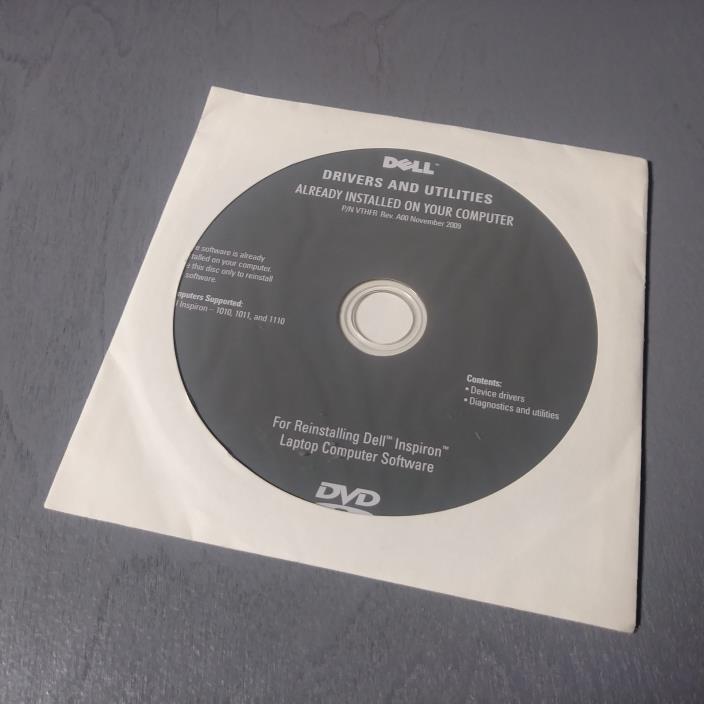 DELL™
DRIVERS AND UTILITIES
ALREADY INSTALLED ON YOUR COMPUTER
P/N VTHFR Rev. A00 November 2009
e software is already
talled on your computer.
e this disc only to reinstall
software.
mputers Supported:
Inspiron – 1010, 1011, and 1110
Contents:
• Device drivers
• Diagnostics and utilities
For Reinstalling Dell™ Inspiron™
Laptop Computer Software
DVD